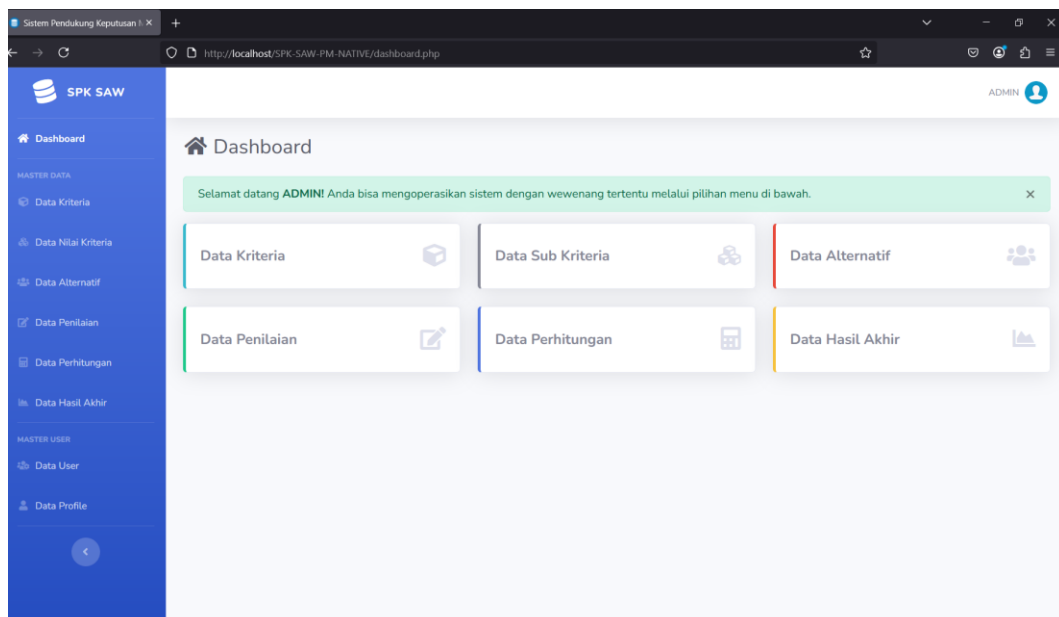 Sistem Pendukung Keputusan
http://localhost/SPK-SAW-PM-NATIVE/dashboard.php
SPK SAW
ADMIN
Dashboard
MASTER DATA
Data Kriteria
Data Nilai Kriteria
Data Alternatif
Data Penilaian
Data Perhitungan
Data Hasil Akhir
MASTER USER
Data User
Data Profile
Dashboard
Selamat datang ADMIN! Anda bisa mengoperasikan sistem dengan wewenang tertentu melalui pilihan menu di bawah.
Data Kriteria
Data Sub Kriteria
Data Alternatif
Data Penilaian
Data Perhitungan
Data Hasil Akhir